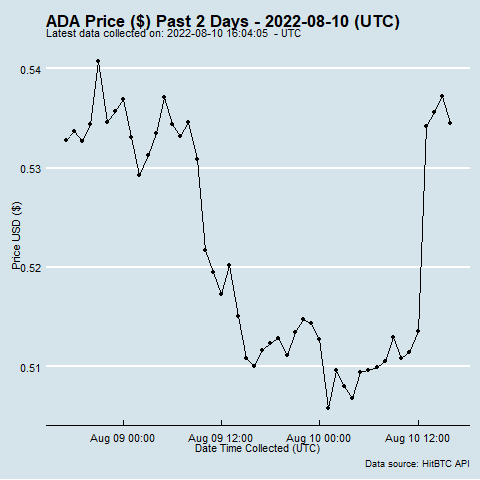 ADA Price ($) Past 2 Days - 2022-08-10 (UTC)
Latest data collected on: 2022-08-10 16:04:05 - UTC
0.54
0.53
0.52
0.51
Price USD ($)
Aug 09 00:00 Aug 09 12:00 Aug 10 00:00 Aug 10 12:00
Date Time Collected (UTC)
Data source: HitBTC API